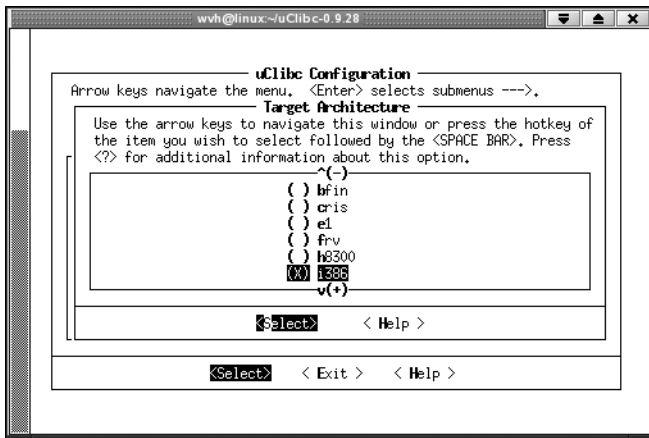 wvh@linux:~/uClibc-0.9.28
uClibc Configuration
Arrow keys navigate the menu. <Enter> selects submenus --->.
Target Architecture
Use the arrow keys to navigate this window or press the hotkey of
the item you wish to select followed by the <SPACE BAR>. Press
<?> for additional information about this option.
^(-)
( ) bfin
( ) cris
( ) e1
( ) frv
( ) h8300
(X) i386
v(+)
<Select> < Help >
<Select> < Exit > < Help >